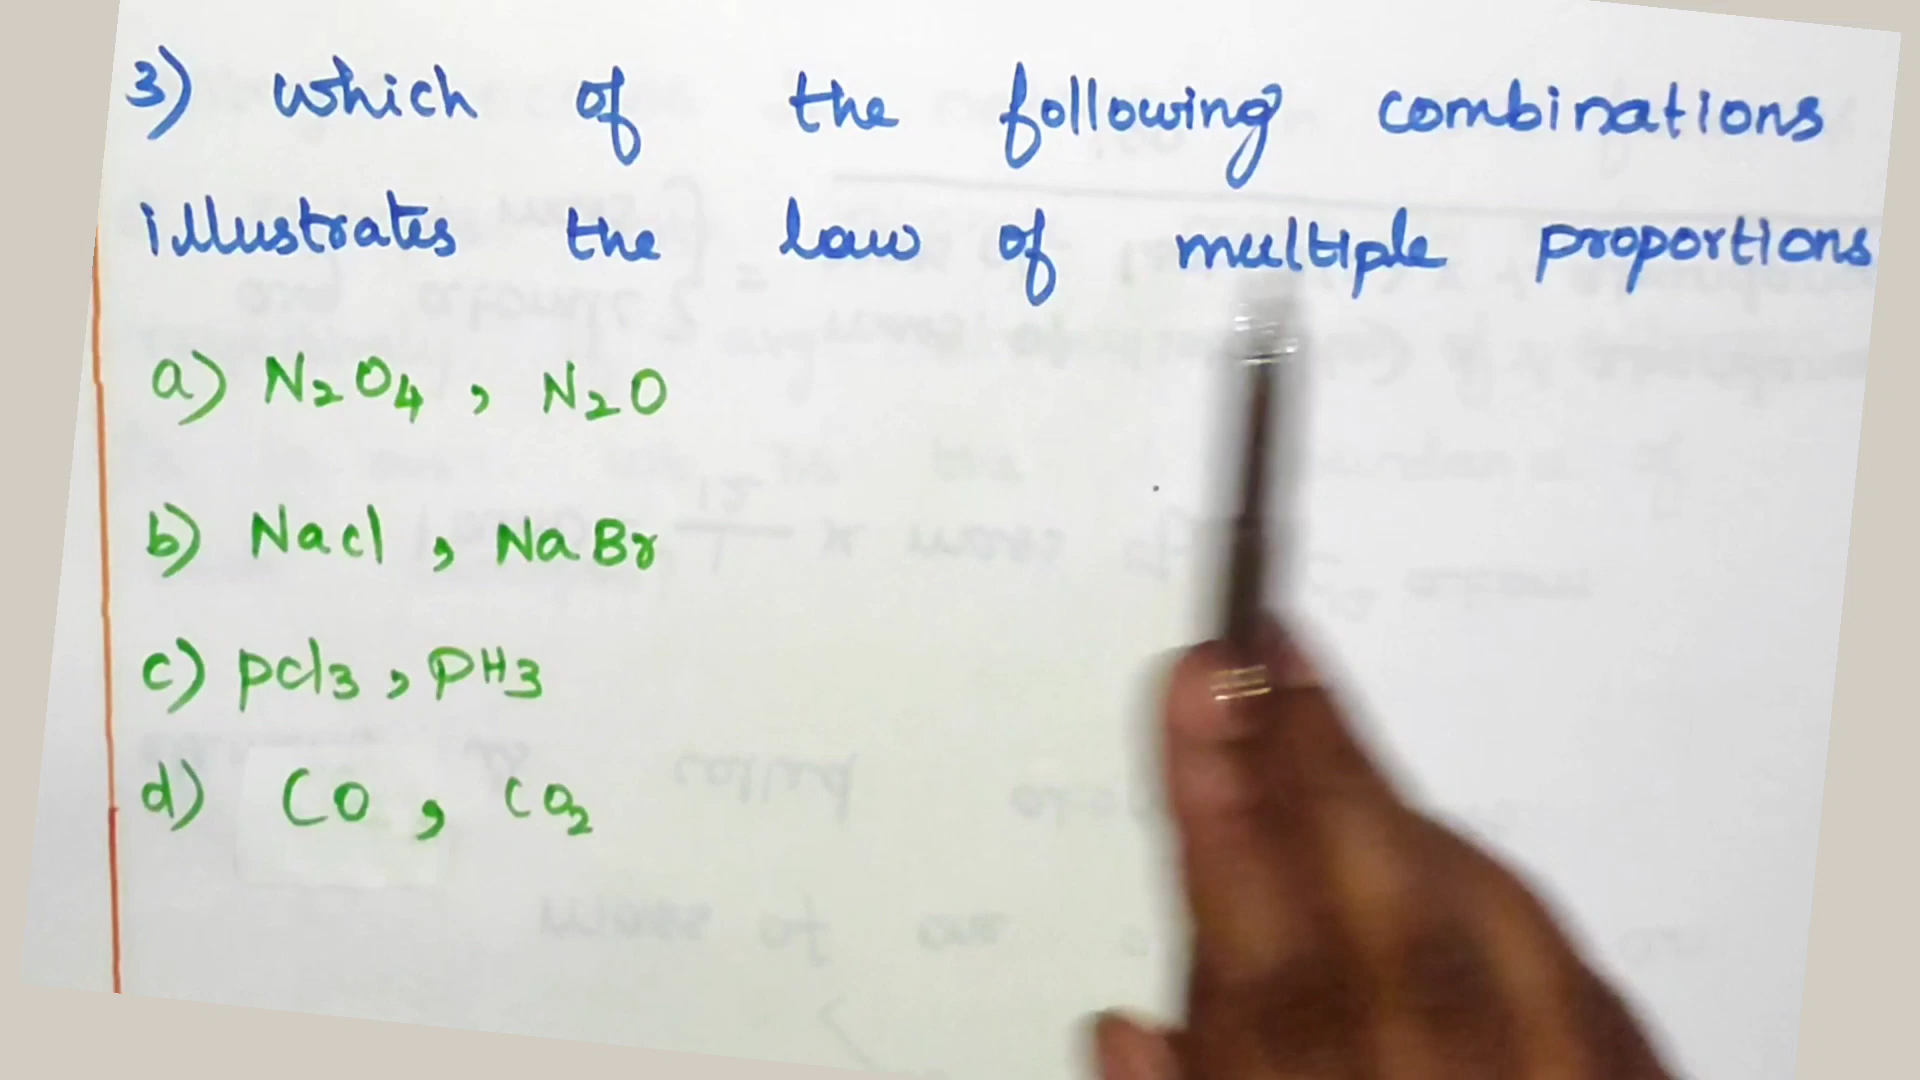 3) which of the following combinations
illustrates the law of multiple proportions
a) N₂O₄, N₂O
b) Nacl, NaBr
c) pcl₃, PH₃
d) CO, CO₂